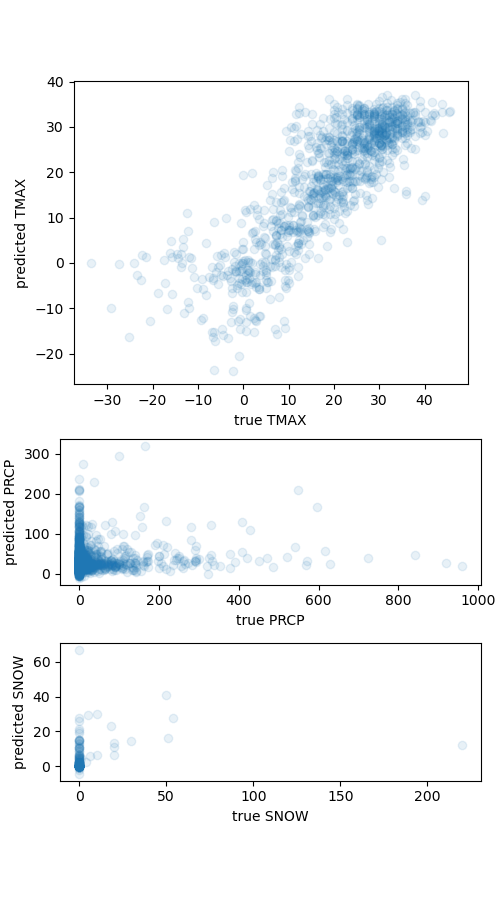 40
30
20
10
0
−10
−20
predicted TMAX
−30 −20 −10 0 10 20 30 40
true TMAX
300
200
100
0
predicted PRCP
0 200 400 600 800 1000
true PRCP
60
40
20
0
predicted SNOW
0 50 100 150 200
true SNOW